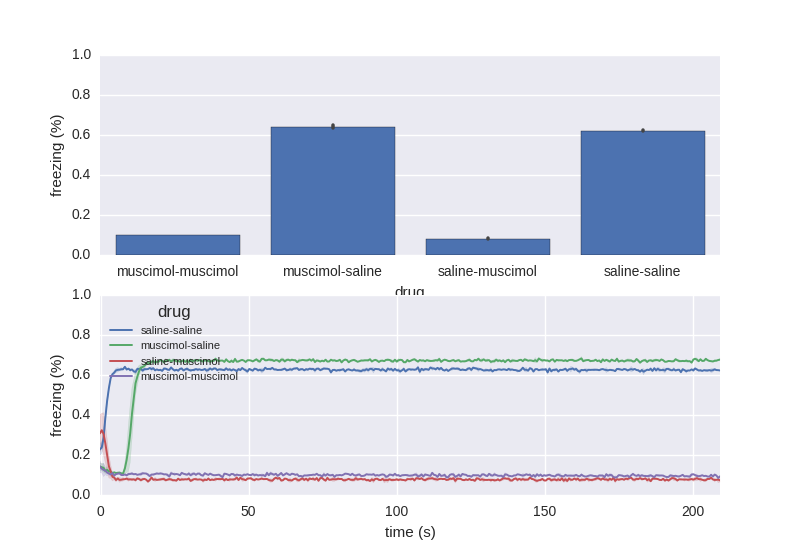 1.0
0.8
0.6
0.4
0.2
0.0
freezing (%)
muscimol-muscimol muscimol-saline saline-muscimol saline-saline
drug
1.0
0.8
0.6
0.4
0.2
0.0
freezing (%)
drug
saline-saline
muscimol-saline
saline-muscimol
muscimol-muscimol
0 50 100 150 200
time (s)